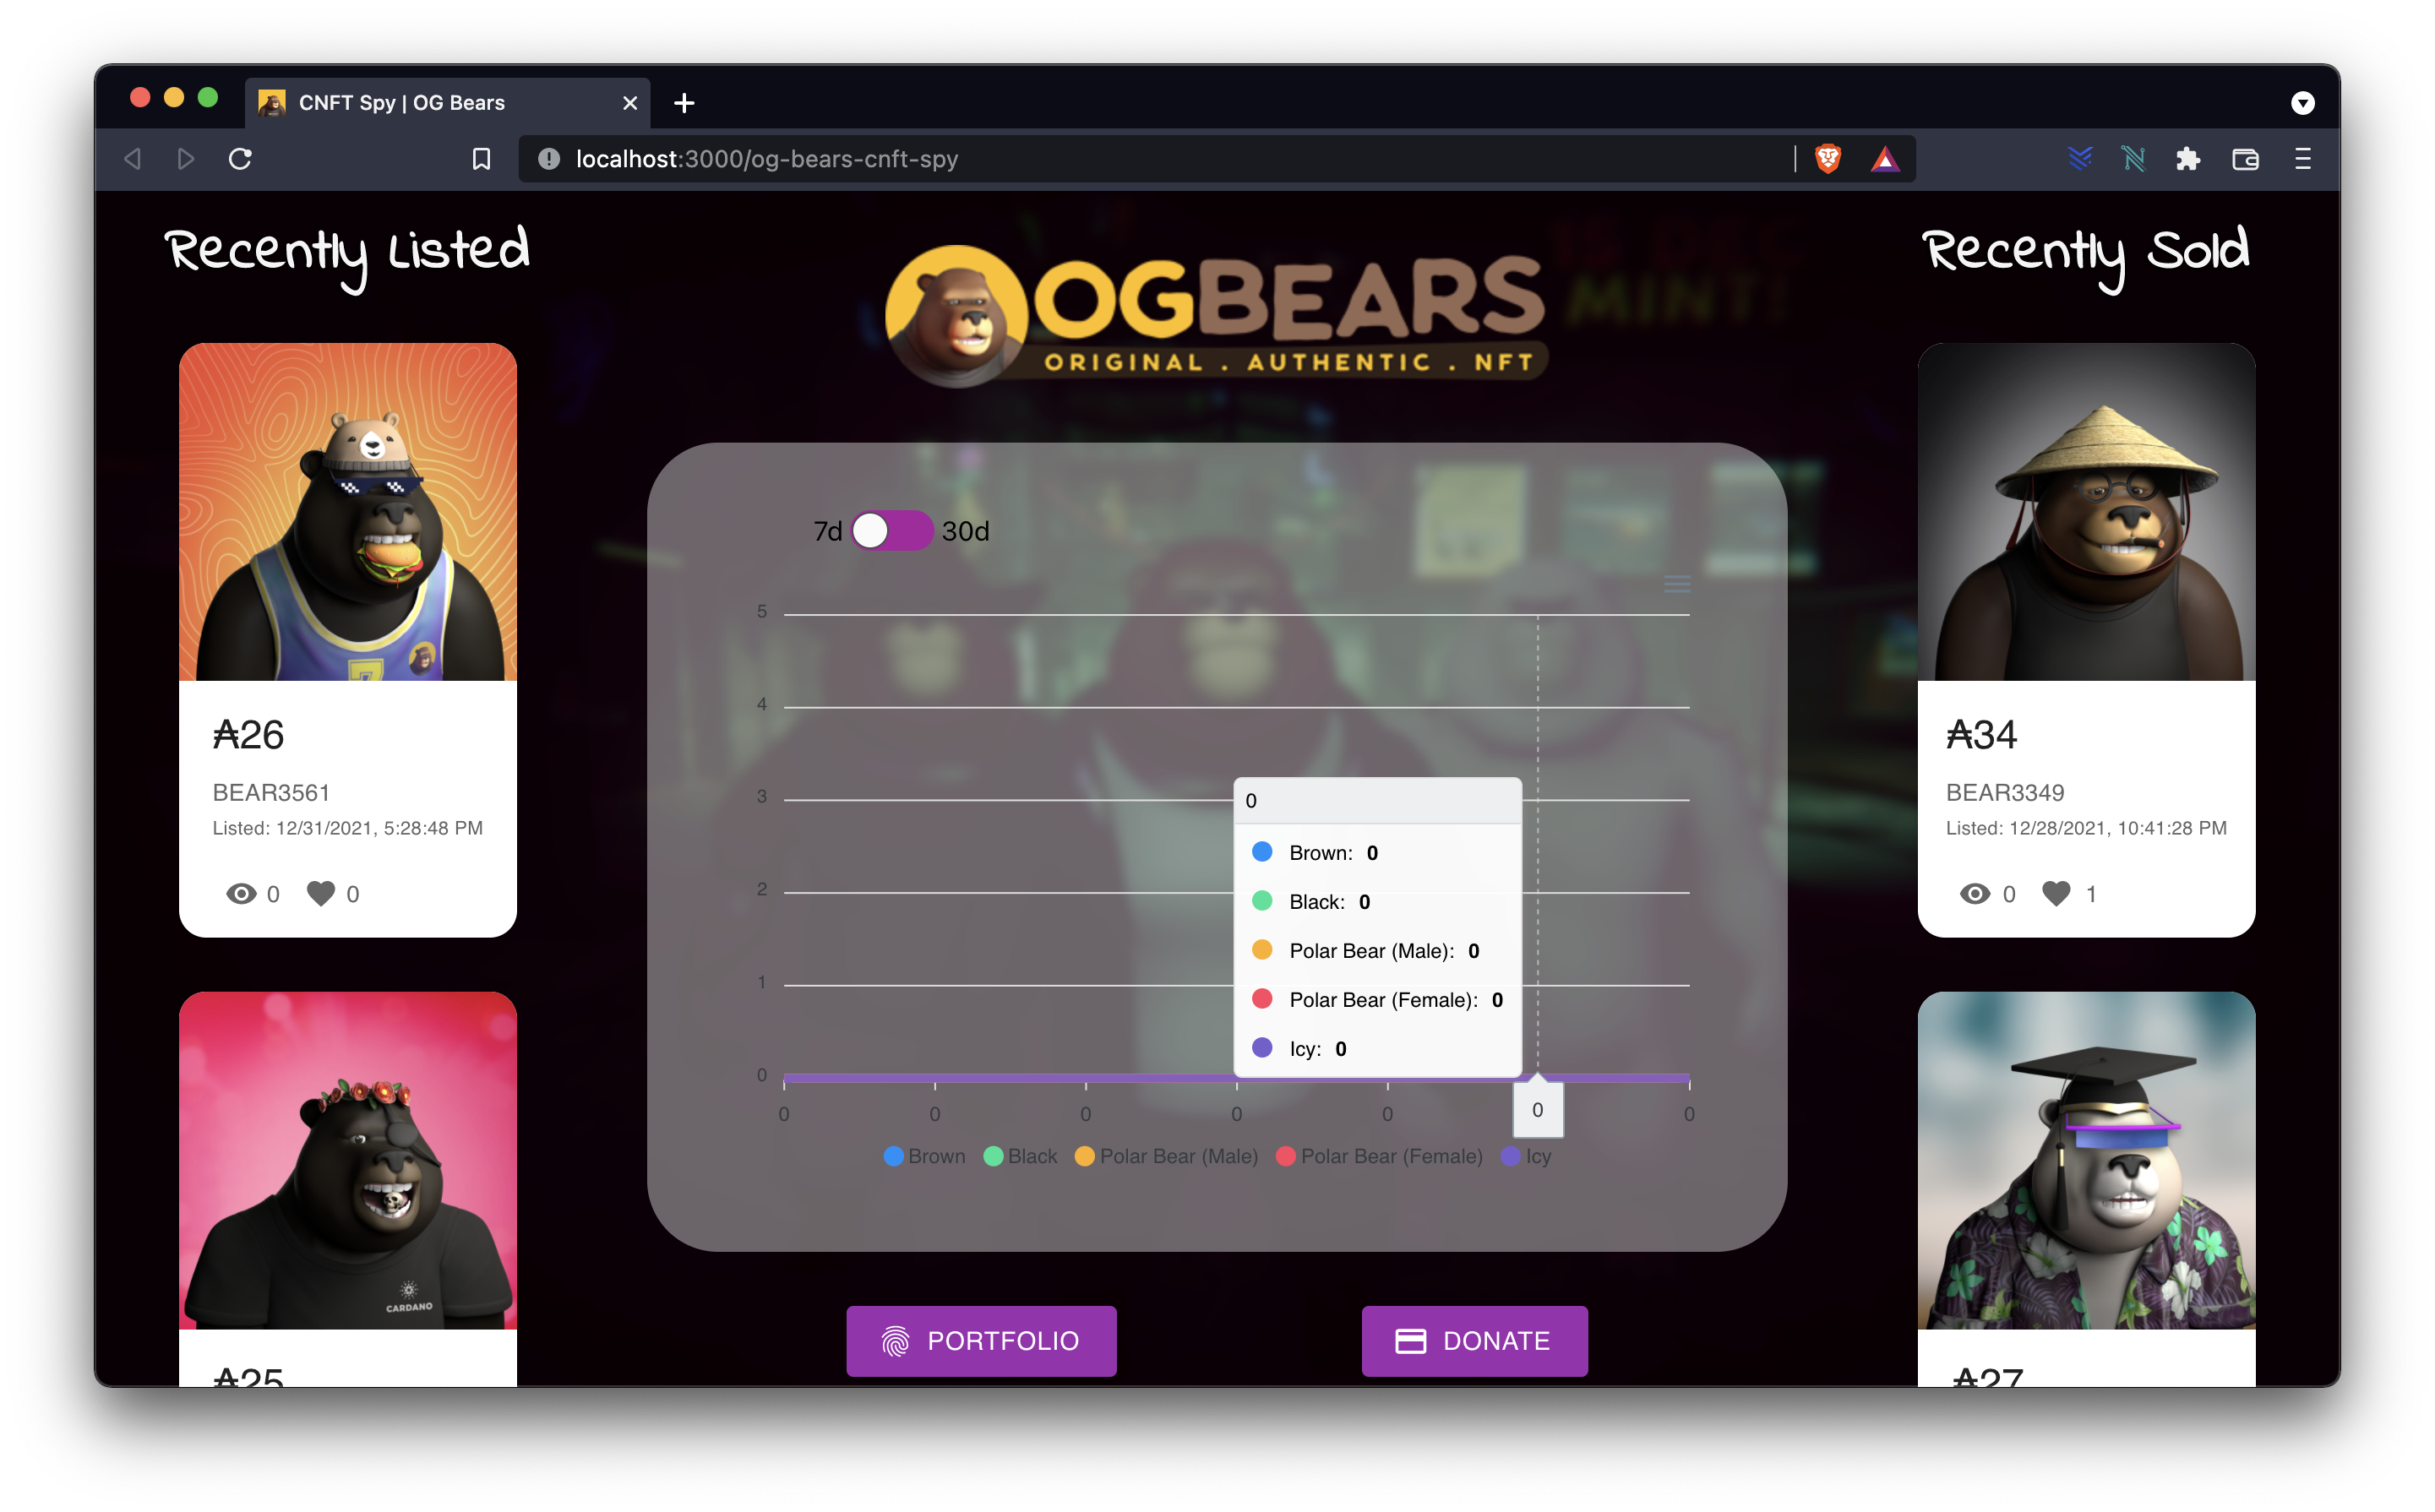 CNFT Spy | OG Bears
localhost:3000/og-bears-cnft-spy
Recently Listed
₳26
BEAR3561
Listed: 12/31/2021, 5:28:48 PM
0 0
CARDANO
₳25
OGBEARS
ORIGINAL . AUTHENTIC . NFT
MINT!
7d 30d
5
4
3
2
1
0
0
Brown: 0
Black: 0
Polar Bear (Male): 0
Polar Bear (Female): 0
Icy: 0
0 0 0 0 0 0 0
Brown Black Polar Bear (Male) Polar Bear (Female) Icy
PORTFOLIO DONATE
Recently Sold
₳34
BEAR3349
Listed: 12/28/2021, 10:41:28 PM
0 1
₳27